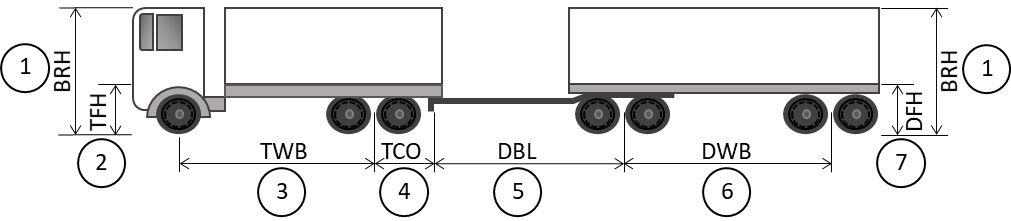 1
BRH
TFH
2
TWB
3
TCO
4
DBL
5
DWB
6
DFH
7
BRH
1